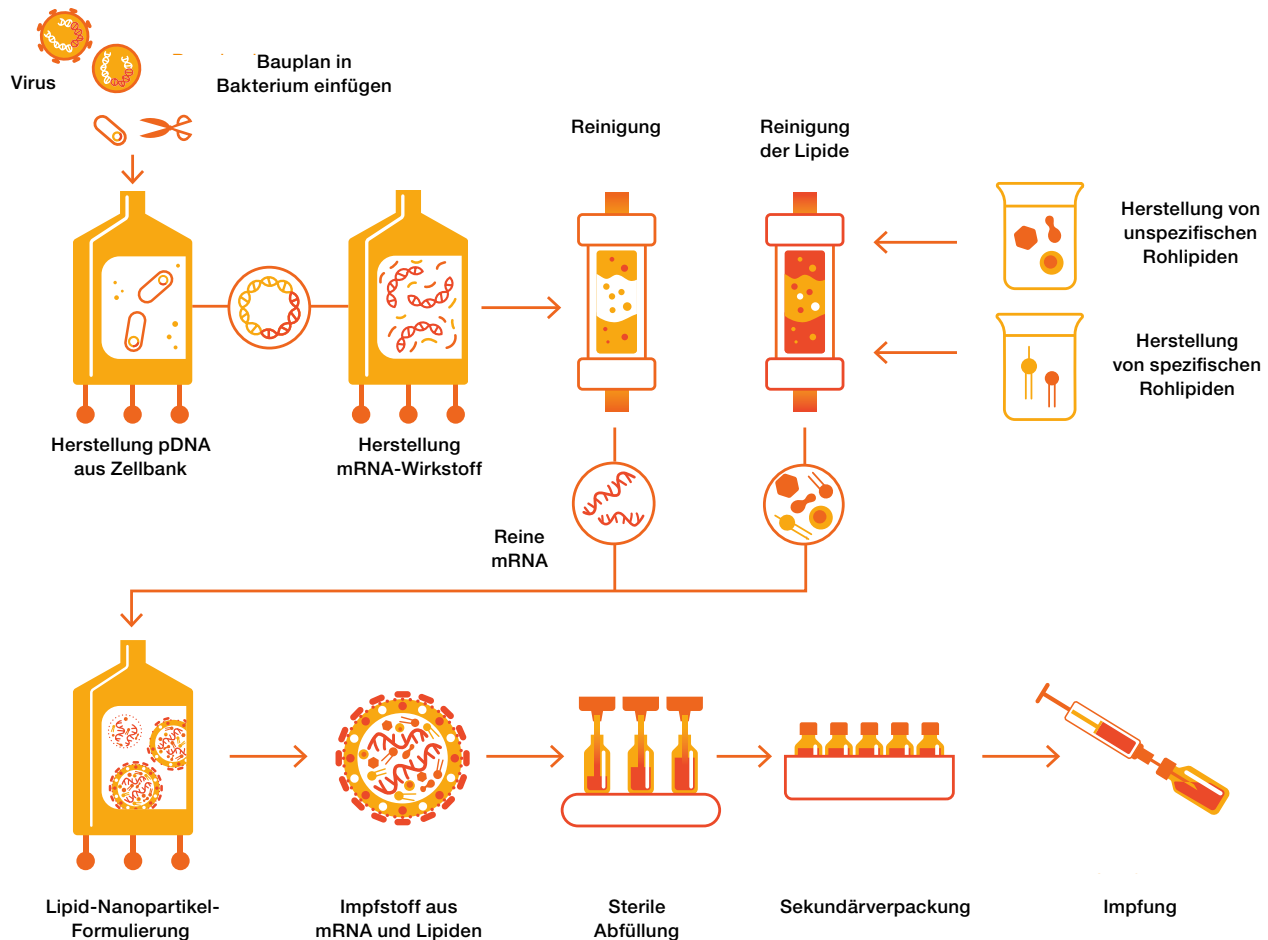 Virus
Bauplan in
Bakterium einfügen
Reinigung
Reinigung
der Lipide
Herstellung von
unspezifischen
Rohlipiden
Herstellung
von spezifischen
Rohlipiden
Herstellung pDNA
aus Zellbank
Herstellung
mRNA-Wirkstoff
Reine
mRNA
Lipid-Nanopartikel-
Formulierung
Impfstoff aus
mRNA und Lipiden
Sterile
Abfüllung
Sekundärverpackung
Impfung